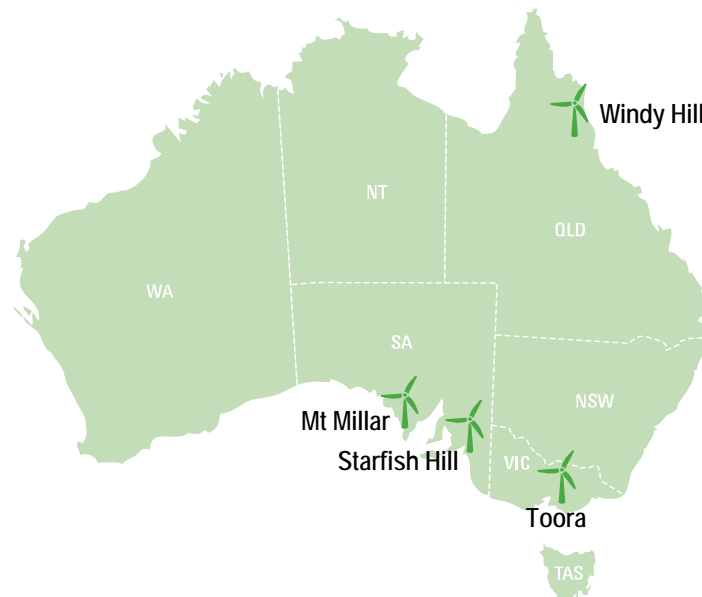 Windy Hill
NT
QLD
WA
SA
NSW
Mt Millar
Starfish Hill
VIC
Toora
TAS